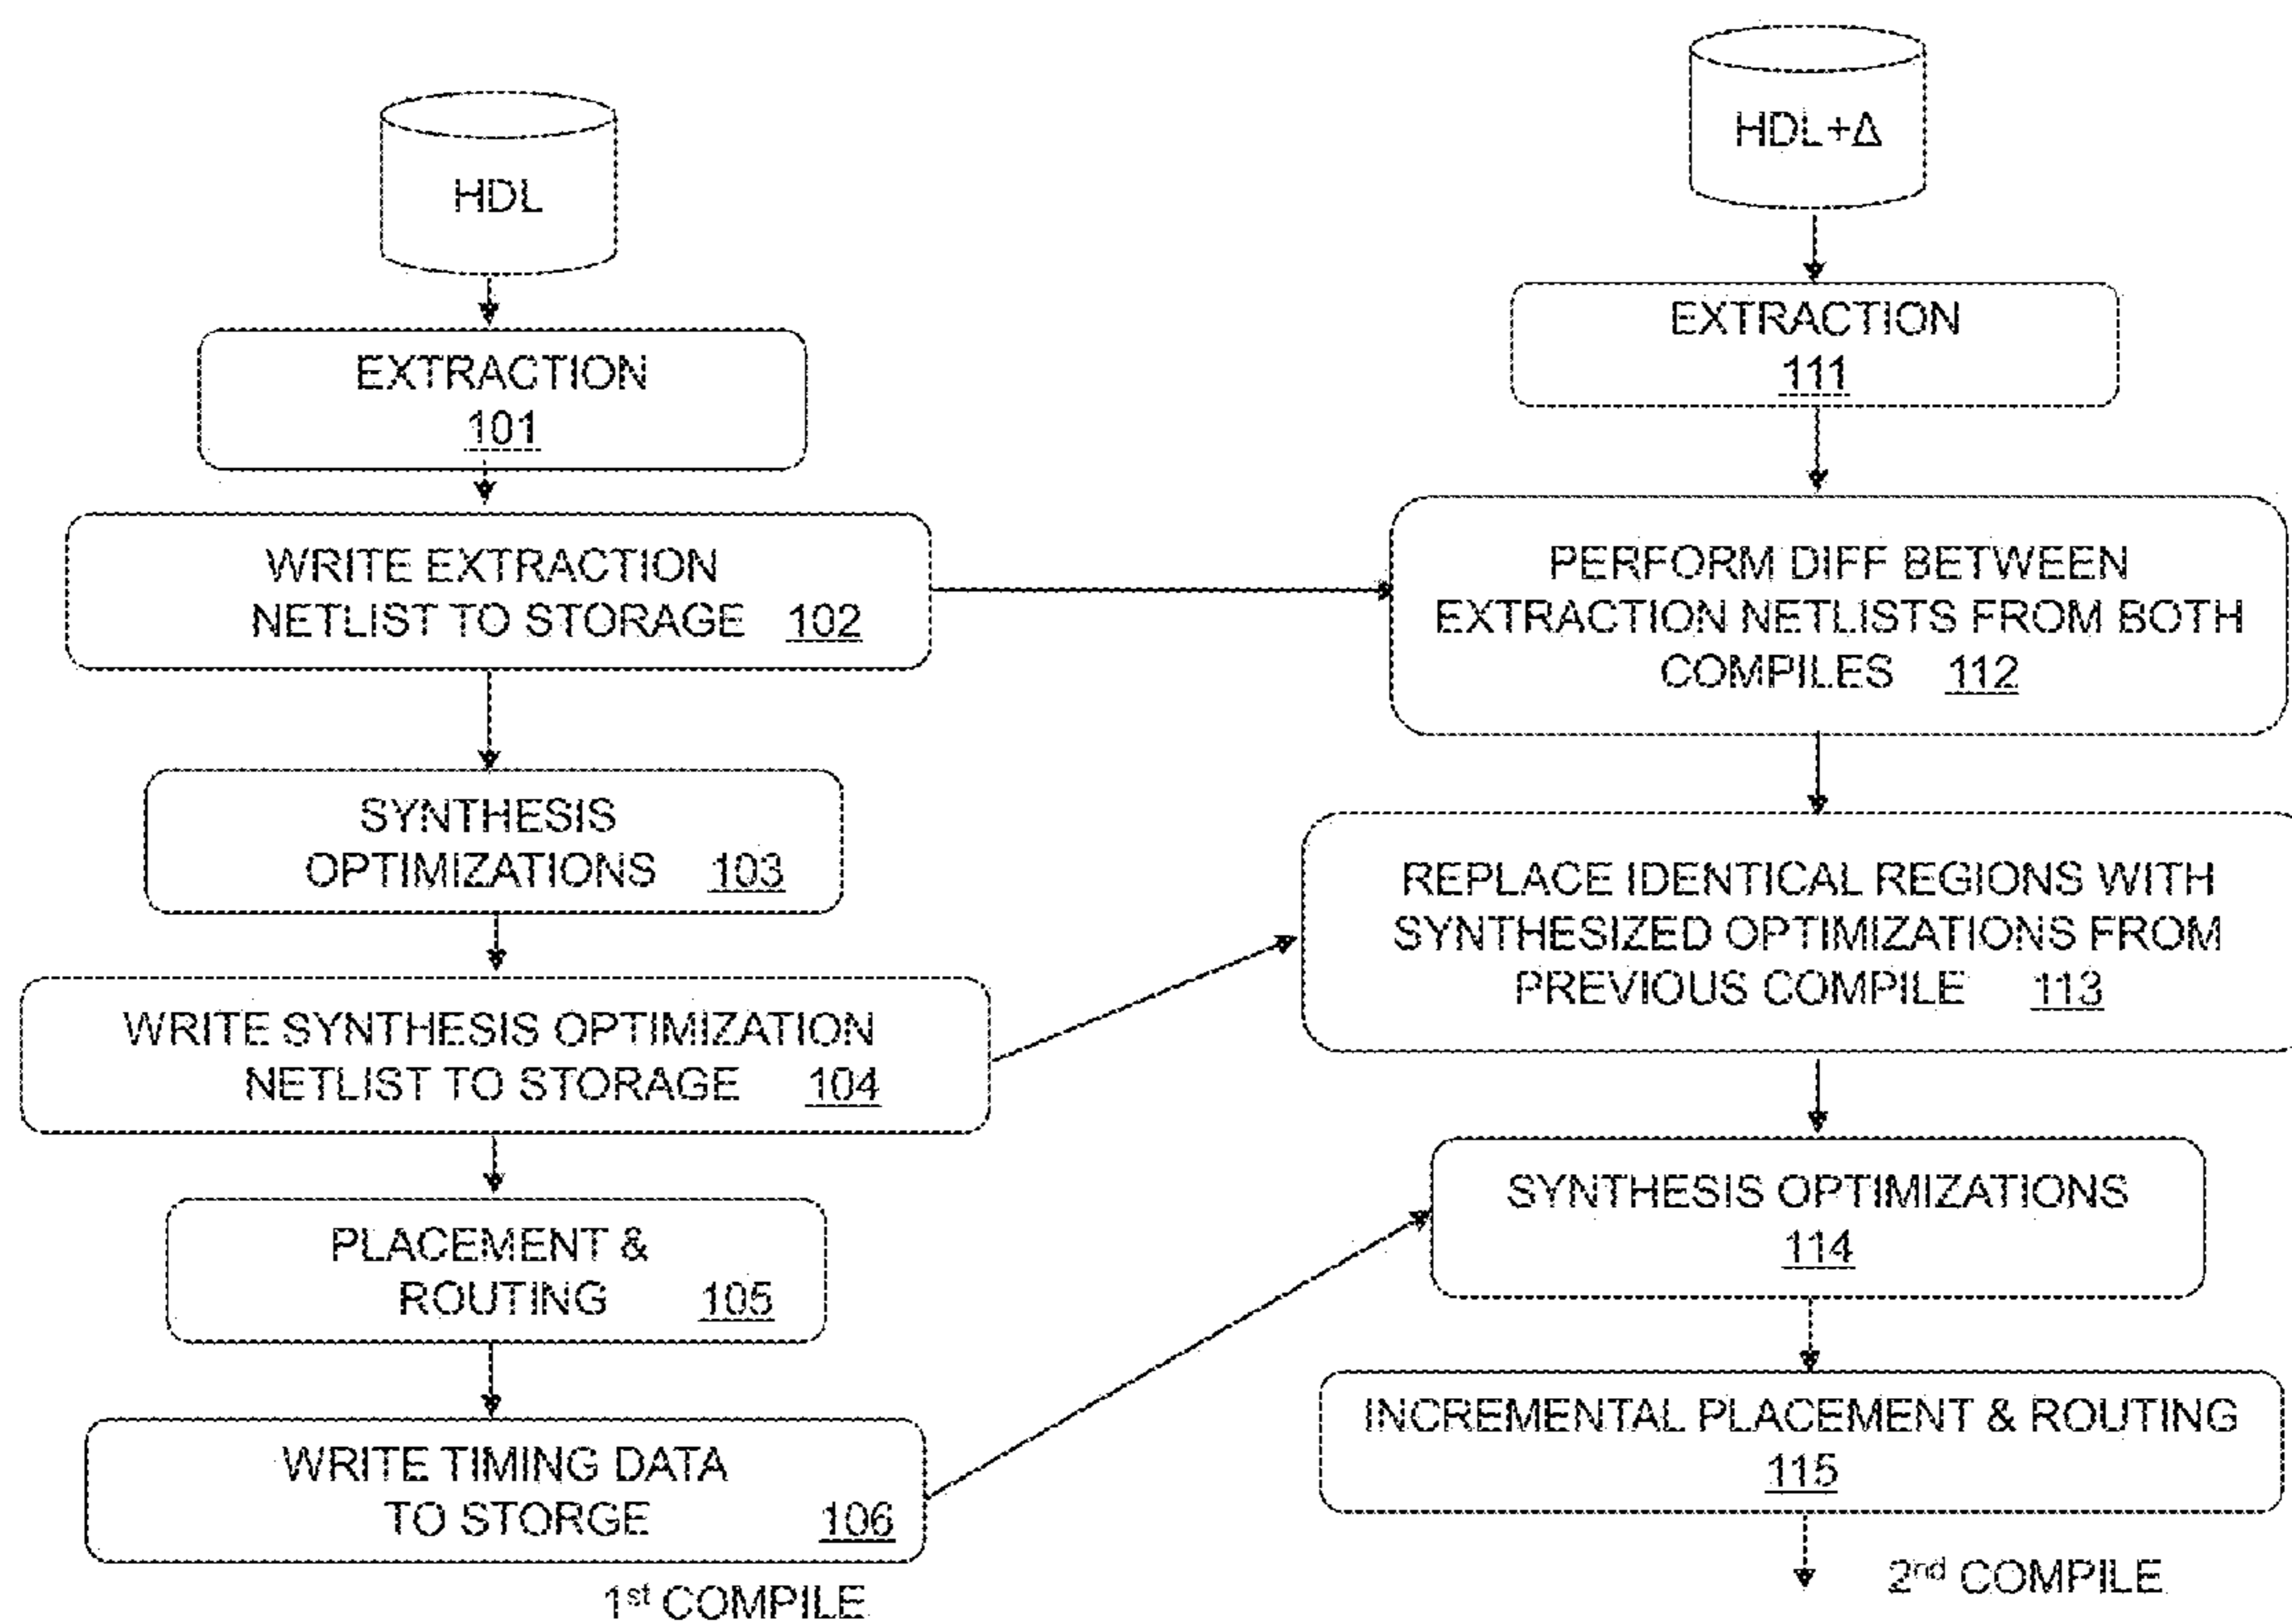 HDL
EXTRACTION
101
WRITE EXTRACTION
NETLIST TO STORAGE 102
SYNTHESIS
OPTIMIZATIONS 103
WRITE SYNTHESIS OPTIMIZATION
NETLIST TO STORAGE 104
PLACEMENT &
ROUTING 105
WRITE TIMING DATA
TO STORGE 106
1st COMPILE
HDL+Δ
EXTRACTION
111
PERFORM DIFF BETWEEN
EXTRACTION NETLISTS FROM BOTH
COMPILES 112
REPLACE IDENTICAL REGIONS WITH
SYNTHESIZED OPTIMIZATIONS FROM
PREVIOUS COMPILE 113
SYNTHESIS OPTIMIZATIONS
114
INCREMENTAL PLACEMENT & ROUTING
115
2nd COMPILE